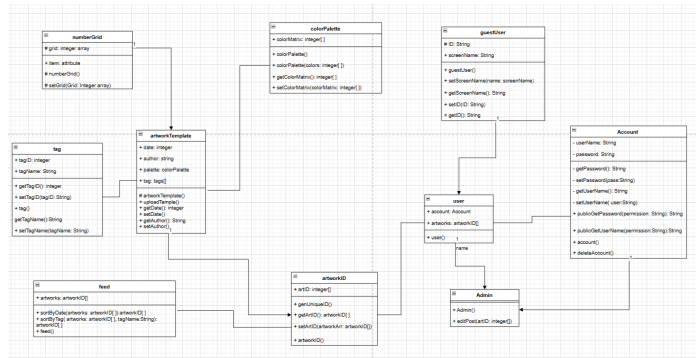 numberGrid
# grid: integer array
+ item: attribute
# numberGrid()
# setGrid(Grid: Integer array)
1
colorPalette
+ colorMatrix: integer[ ]
+ colorPalette()
+ colorPalette(colors: integer[ ])
+ getColorMatrix(): integer[ ]
+ setColorMatrix(colorMatrix: integer[ ])
guestUser
# ID: String
+ screenName: String
+ guestUser()
+ setScreenName(name: screenName)
+ getScreenName(): String
+ setID(ID: String)
+ getID(): String
1
tag
+ tagID: integer
+ tagName: String
+ getTagID(): integer
+ setTagID(tagID: String)
+ tag()
getTagName():String
+ setTagName(tagName: String)
artworkTemplate
+ date: integer
+ author: string
+ palette: colorPalette
+ tag: tags[]
# artworkTemplate()
+ uploadTemple()
+ getDate(): integer
+ setDate()
+ getAuthor(): String
+ setAuthor()
1
Account
- userName: String
- password: String
- getPassword(): String
- setPassword(pass:String)
- getUserName(): String
- setUserName( user:String)
+ publicGetPassword(permission: String): String
+ publicGetUserName(permission:String):String
+ account()
+ deleteAccount()
1
user
+ account: Account
+ artworks: artworkID[]
+ user()
1
name
feed
+ artworks: artworkID[]
+ sortByDate(artworks: artworkID[ ]):artworkID[ ]
+ sortByTag( artworks: artworkID[ ], tagName:String):
artworkID[ ]
+ feed()
artworkID
+ artID: integer[]
+ genUniqueID()
+ getArtID(): artworkID[ ]
+ setArtID(artworkArr: artworkID[])
+ artworkID()
Admin
+ Admin()
+ editPost(artID: integer[])